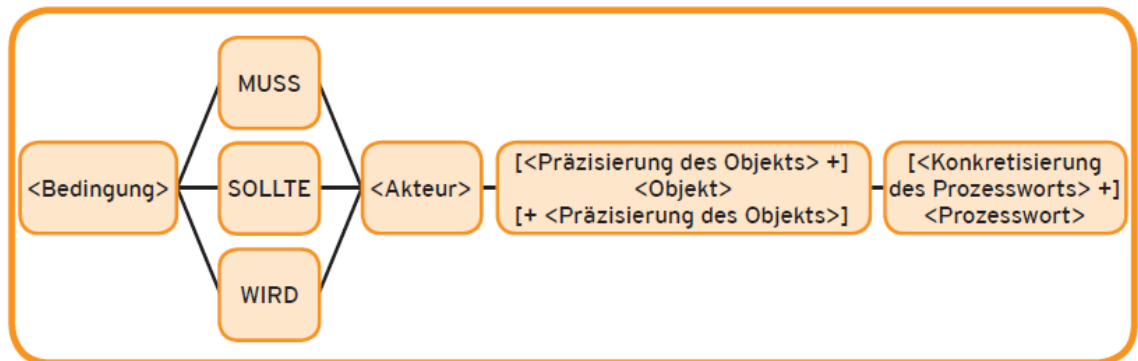 <Bedingung>
MUSS
SOLLTE
WIRD
<Akteur>
[<Präzisierung des Objekts> +]
<Objekt>
[+ <Präzisierung des Objekts>]
[<Konkretisierung
des Prozessworts> +]
<Prozesswort>